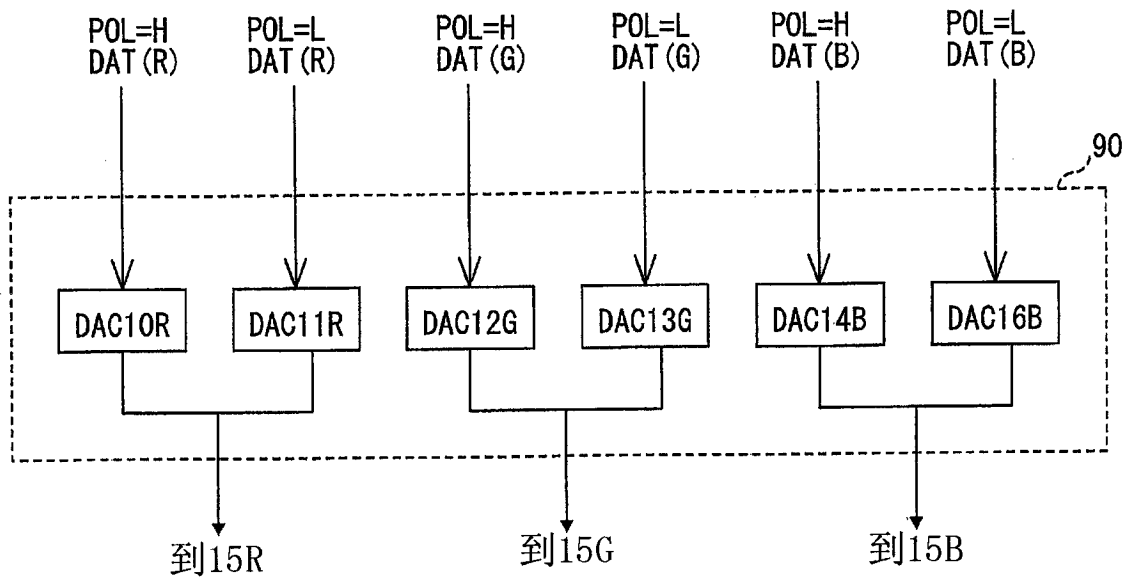 POL=H POL=L POL=H POL=L POL=H POL=L
DAT(R) DAT(R) DAT(G) DAT(G) DAT(B) DAT(B)
90
DAC10R DAC11R DAC12G DAC13G DAC14B DAC16B
到15R 到15G 到15B